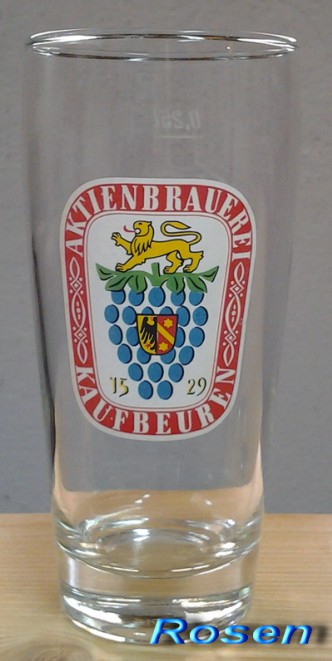 0,25l
AKTIENBRAUEREI
15 29
KAUFBEUREN
Rosen